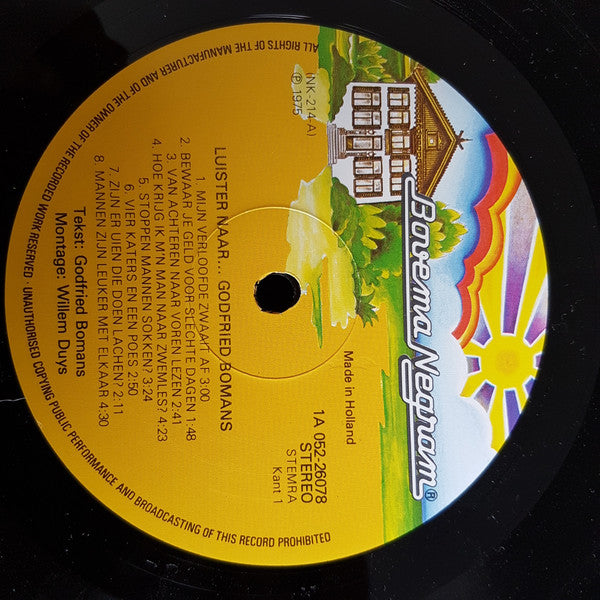 Bovema Negram®
Made in Holland
1A 052-26078
STEREO
STEMRA
Kant 1
(INK-214-A)
℗ 1975
LUISTER NAAR... GODFRIED BOMANS
1. MIJN VERLOOFDE ZWAAIT AF 3:00
2. BEWAAR JE GELD VOOR SLECHTE DAGEN 1:48
3. VAN ACHTEREN NAAR VOREN LEZEN 2:41
4. HOE KRIJG IK M'N MAN NAAR ZWEMLES? 4:23
5. STOPPEN MANNEN SOKKEN? 3:24
6. VIER KATERS EN EEN POES 2:50
7. ZIJN ER UIEN DIE DOEN LACHEN? 2:11
8. MANNEN ZIJN LEUKER MET ELKAAR 4:30
Tekst: Godfried Bomans
Montage: Willem Duys
ALL RIGHTS OF THE MANUFACTURER AND OF THE OWNER OF THE RECORDED WORK RESERVED · UNAUTHORISED COPYING PUBLIC PERFORMANCE AND BROADCASTING OF THIS RECORD PROHIBITED